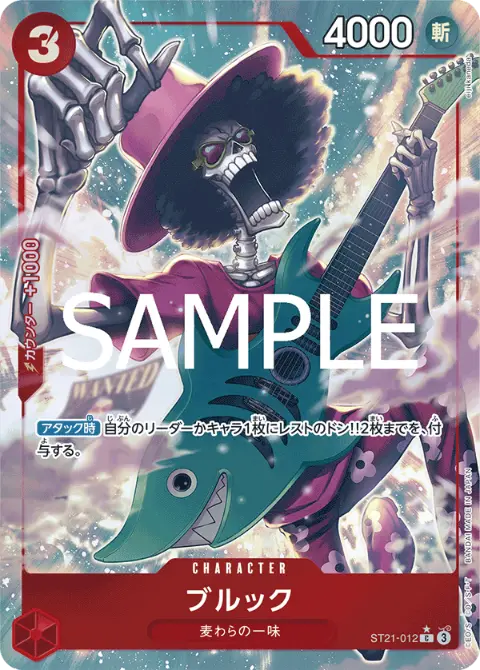 3
4000
斬
カウンター +1000
SAMPLE
WANTED
アタック時 自分のリーダーかキャラ1枚にレストのドン!!2枚までを、付
与する。
CHARACTER
ブルック
麦わらの一味
ST21-012 C 3
BANDAI MADE IN JAPAN